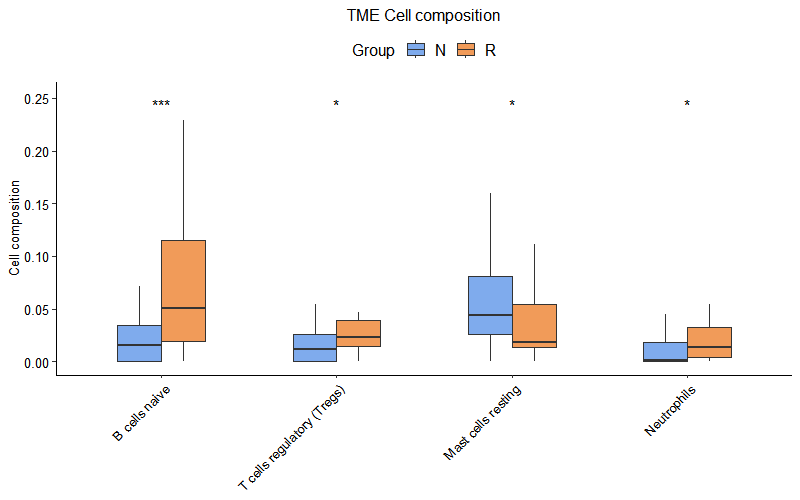 TME Cell composition
Group N R
Cell composition
0.25
0.20
0.15
0.10
0.05
0.00
*** * * *
B cells naive
T cells regulatory (Tregs)
Mast cells resting
Neutrophils